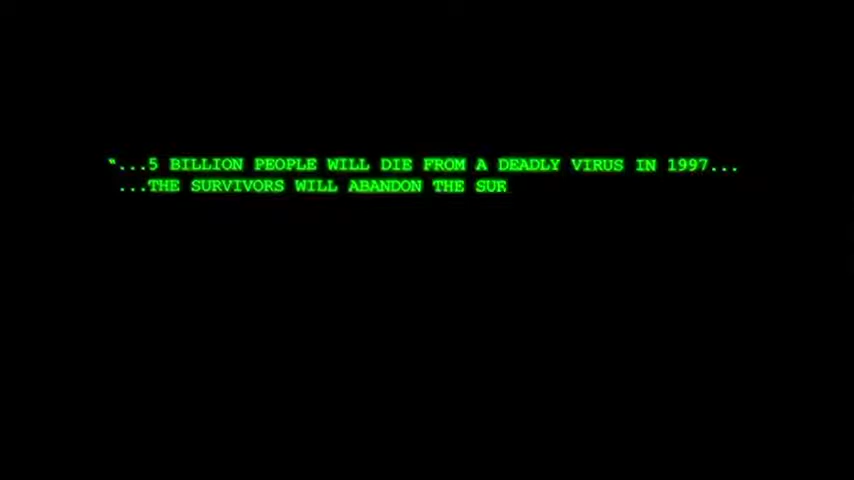 "...5 BILLION PEOPLE WILL DIE FROM A DEADLY VIRUS IN 1997...
...THE SURVIVORS WILL ABANDON THE SUR